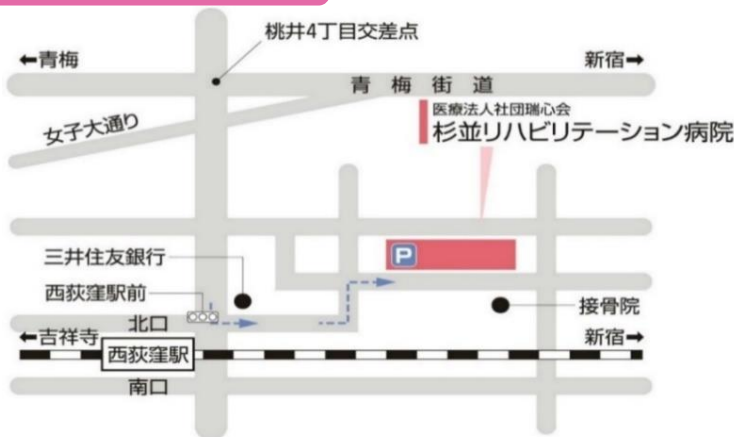 桃井4丁目交差点
←青梅
新宿→
青梅街道
女子大通り
医療法人社団瑞心会
杉並リハビリテーション病院
P
三井住友銀行
西荻窪駅前
接骨院
北口
←吉祥寺
新宿→
西荻窪駅
南口